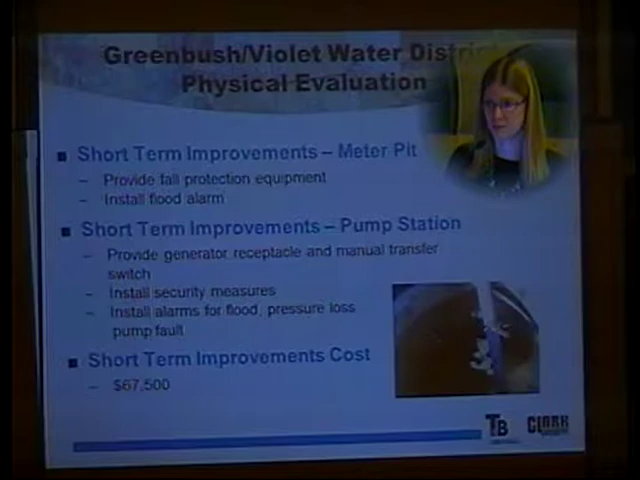 Greenbush/Violet Water District
Physical Evaluation
Short Term Improvements – Meter Pit
– Provide fall protection equipment
– Install flood alarm
Short Term Improvements – Pump Station
– Provide generator receptacle and manual transfer
switch
– Install security measures
– Install alarms for flood, pressure loss
pump fault
Short Term Improvements Cost
– $67,500
TB
CLARK